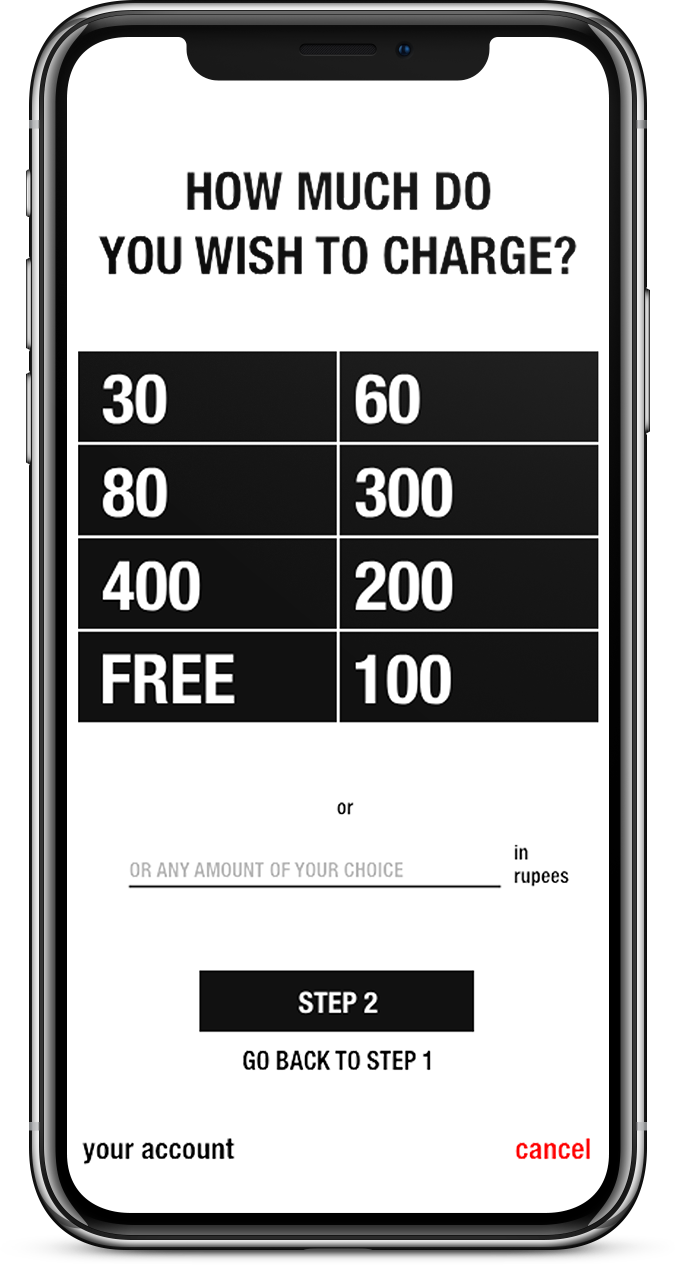 HOW MUCH DO
YOU WISH TO CHARGE?
30
60
80
300
400
200
FREE
100
or
OR ANY AMOUNT OF YOUR CHOICE
in
rupees
STEP 2
GO BACK TO STEP 1
your account
cancel